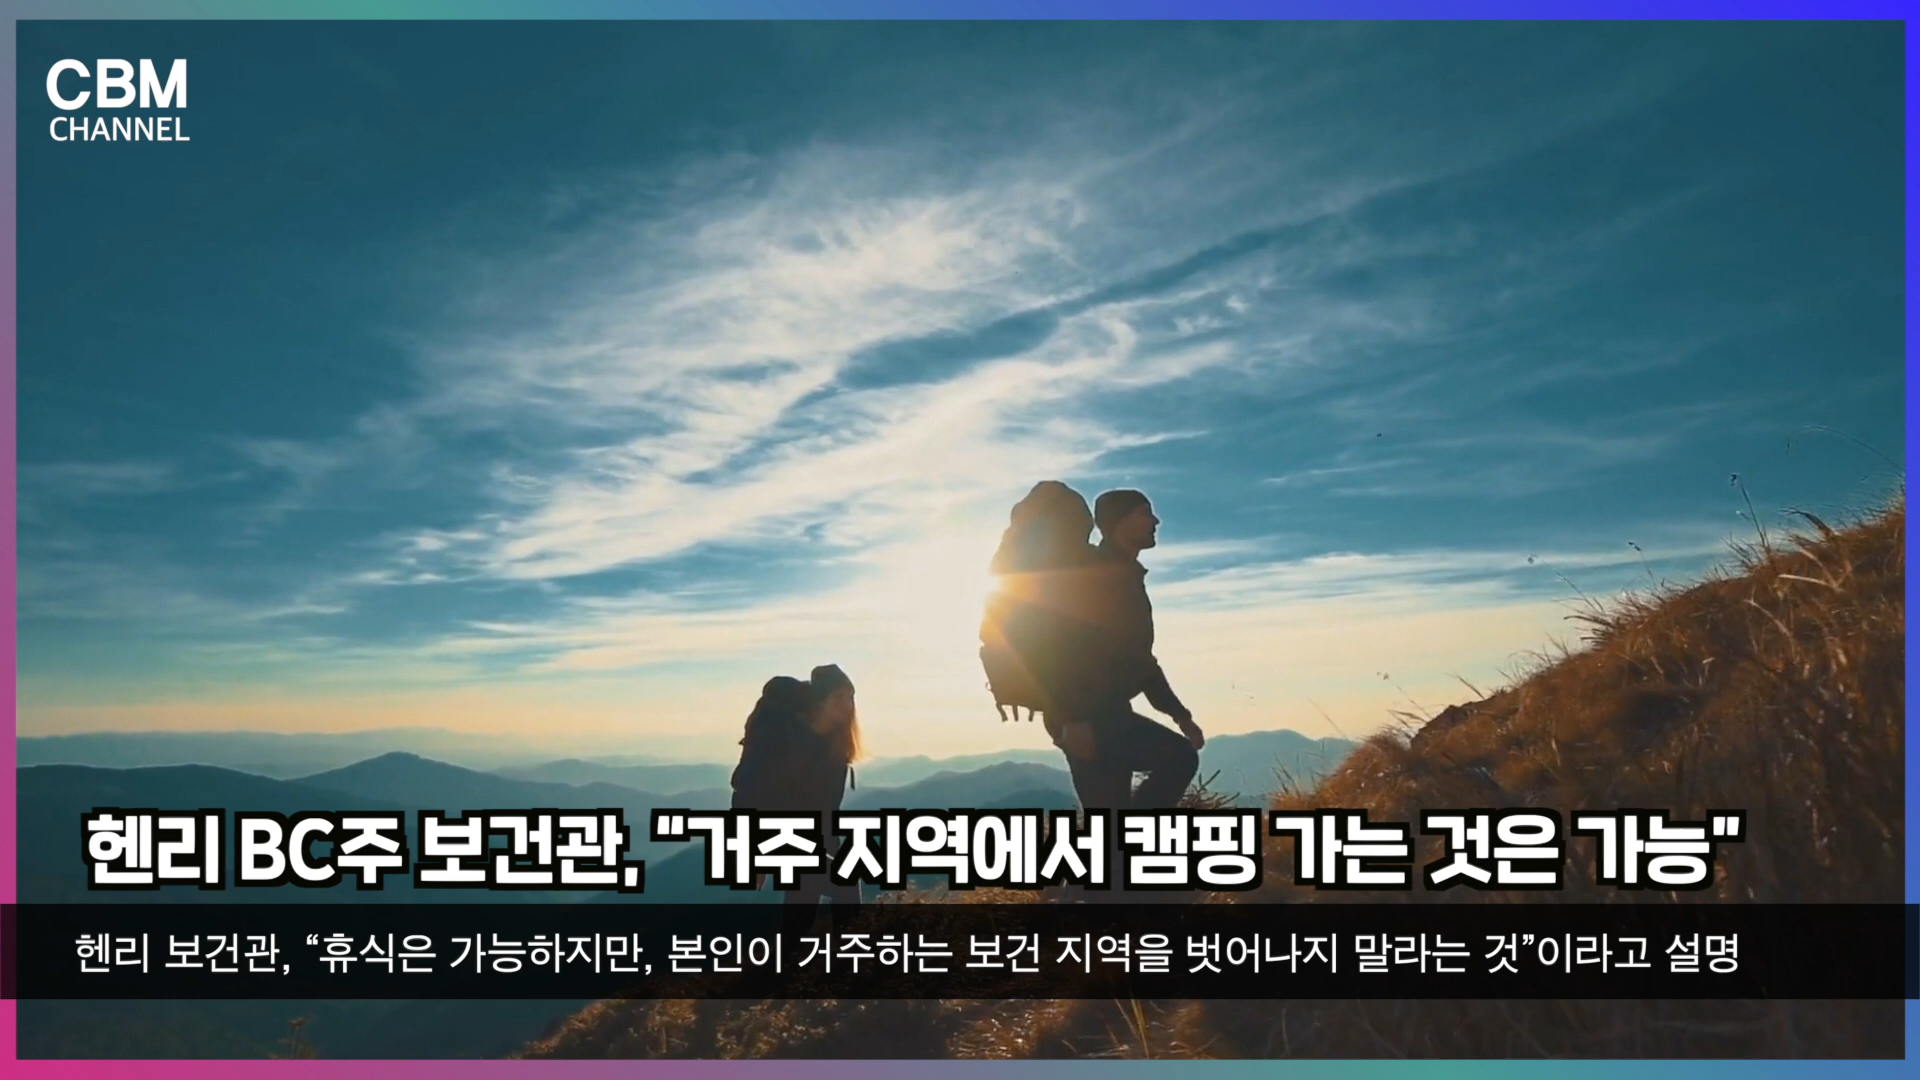 CBM
CHANNEL
헨리 BC주 보건관, "거주 지역에서 캠핑 가는 것은 가능"
헨리 보건관, “휴식은 가능하지만, 본인이 거주하는 보건 지역을 벗어나지 말라는 것”이라고 설명